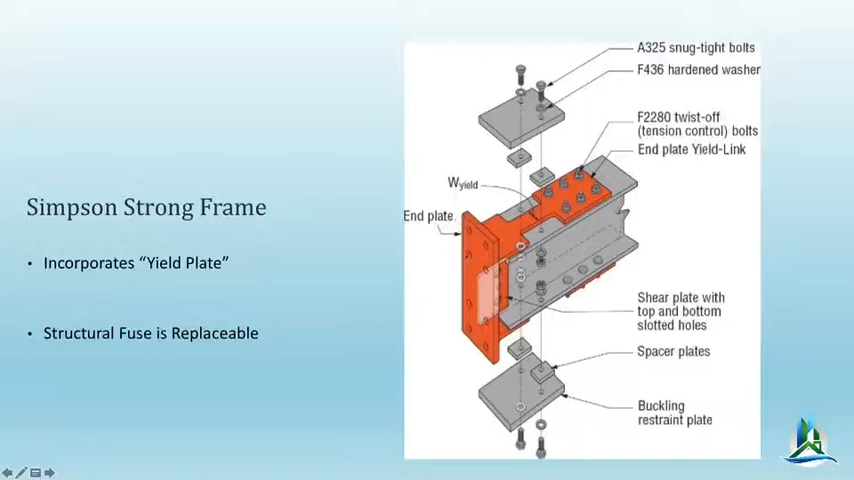 Simpson Strong Frame
• Incorporates “Yield Plate”
• Structural Fuse is Replaceable
A325 snug-tight bolts
F436 hardened washer
F2280 twist-off
(tension control) bolts
End plate Yield-Link
Wyield
End plate
Shear plate with
top and bottom
slotted holes
Spacer plates
Buckling
restraint plate